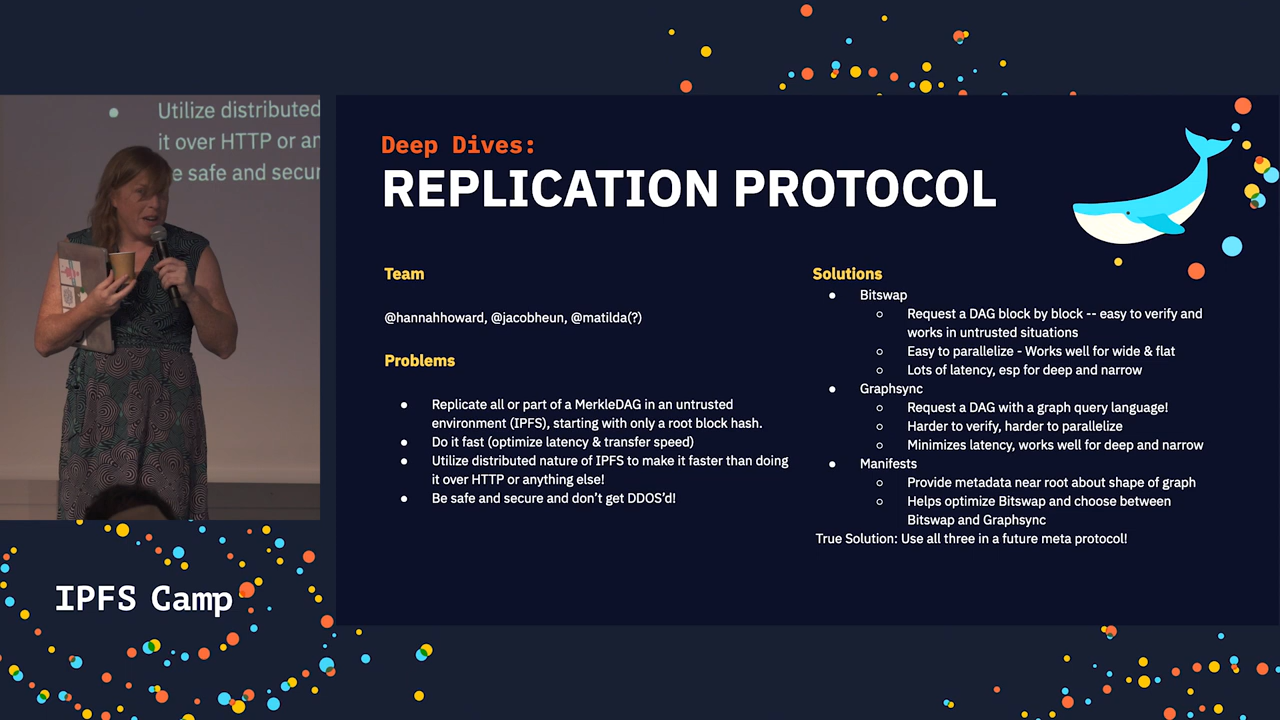 Utilize distributed
it over HTTP or
safe and secur
IPFS Camp
Deep Dives:
REPLICATION PROTOCOL
Team
@hannahhoward, @jacobheun, @matilda(?)
Problems
● Replicate all or part of a MerkleDAG in an untrusted
environment (IPFS), starting with only a root block hash.
● Do it fast (optimize latency & transfer speed)
● Utilize distributed nature of IPFS to make it faster than doing
it over HTTP or anything else!
● Be safe and secure and don't get DDOS'd!
Solutions
● Bitswap
○ Request a DAG block by block -- easy to verify and
works in untrusted situations
○ Easy to parallelize - Works well for wide & flat
○ Lots of latency, esp for deep and narrow
● Graphsync
○ Request a DAG with a graph query language!
○ Harder to verify, harder to parallelize
○ Minimizes latency, works well for deep and narrow
● Manifests
○ Provide metadata near root about shape of graph
○ Helps optimize Bitswap and choose between
Bitswap and Graphsync
True Solution: Use all three in a future meta protocol!